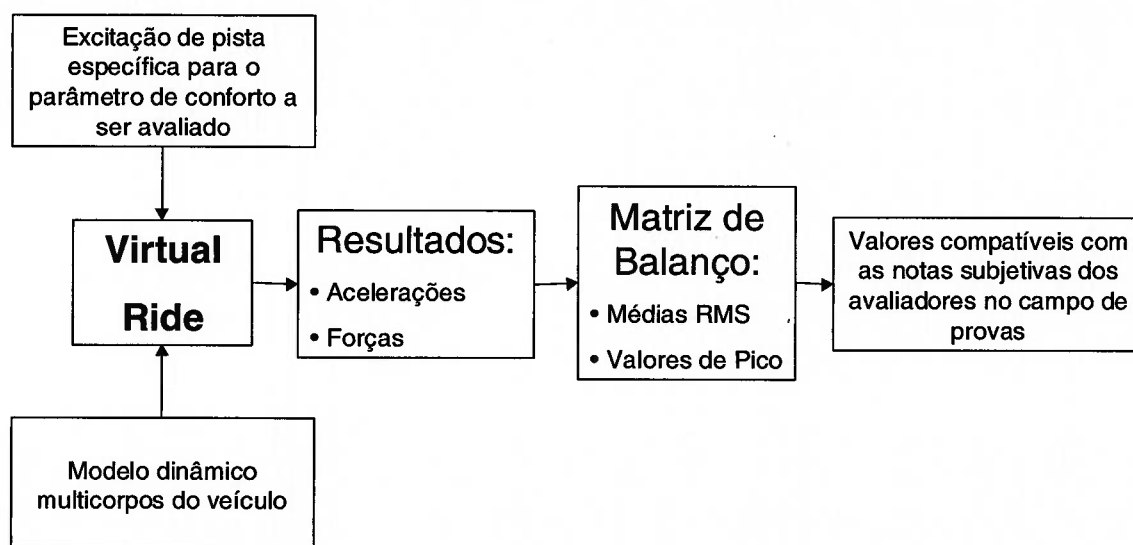 Excitação de pista
específica para o
parâmetro de conforto a
ser avaliado
Virtual
Ride
Modelo dinâmico
multicorpos do veículo
Resultados:
• Acelerações
• Forças
Matriz de
Balanço:
• Médias RMS
• Valores de Pico
Valores compatíveis com
as notas subjetivas dos
avaliadores no campo de
provas